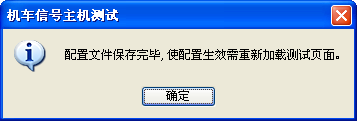 机车信号主机测试
配置文件保存完毕, 使配置生效需重新加载测试页面。
确定